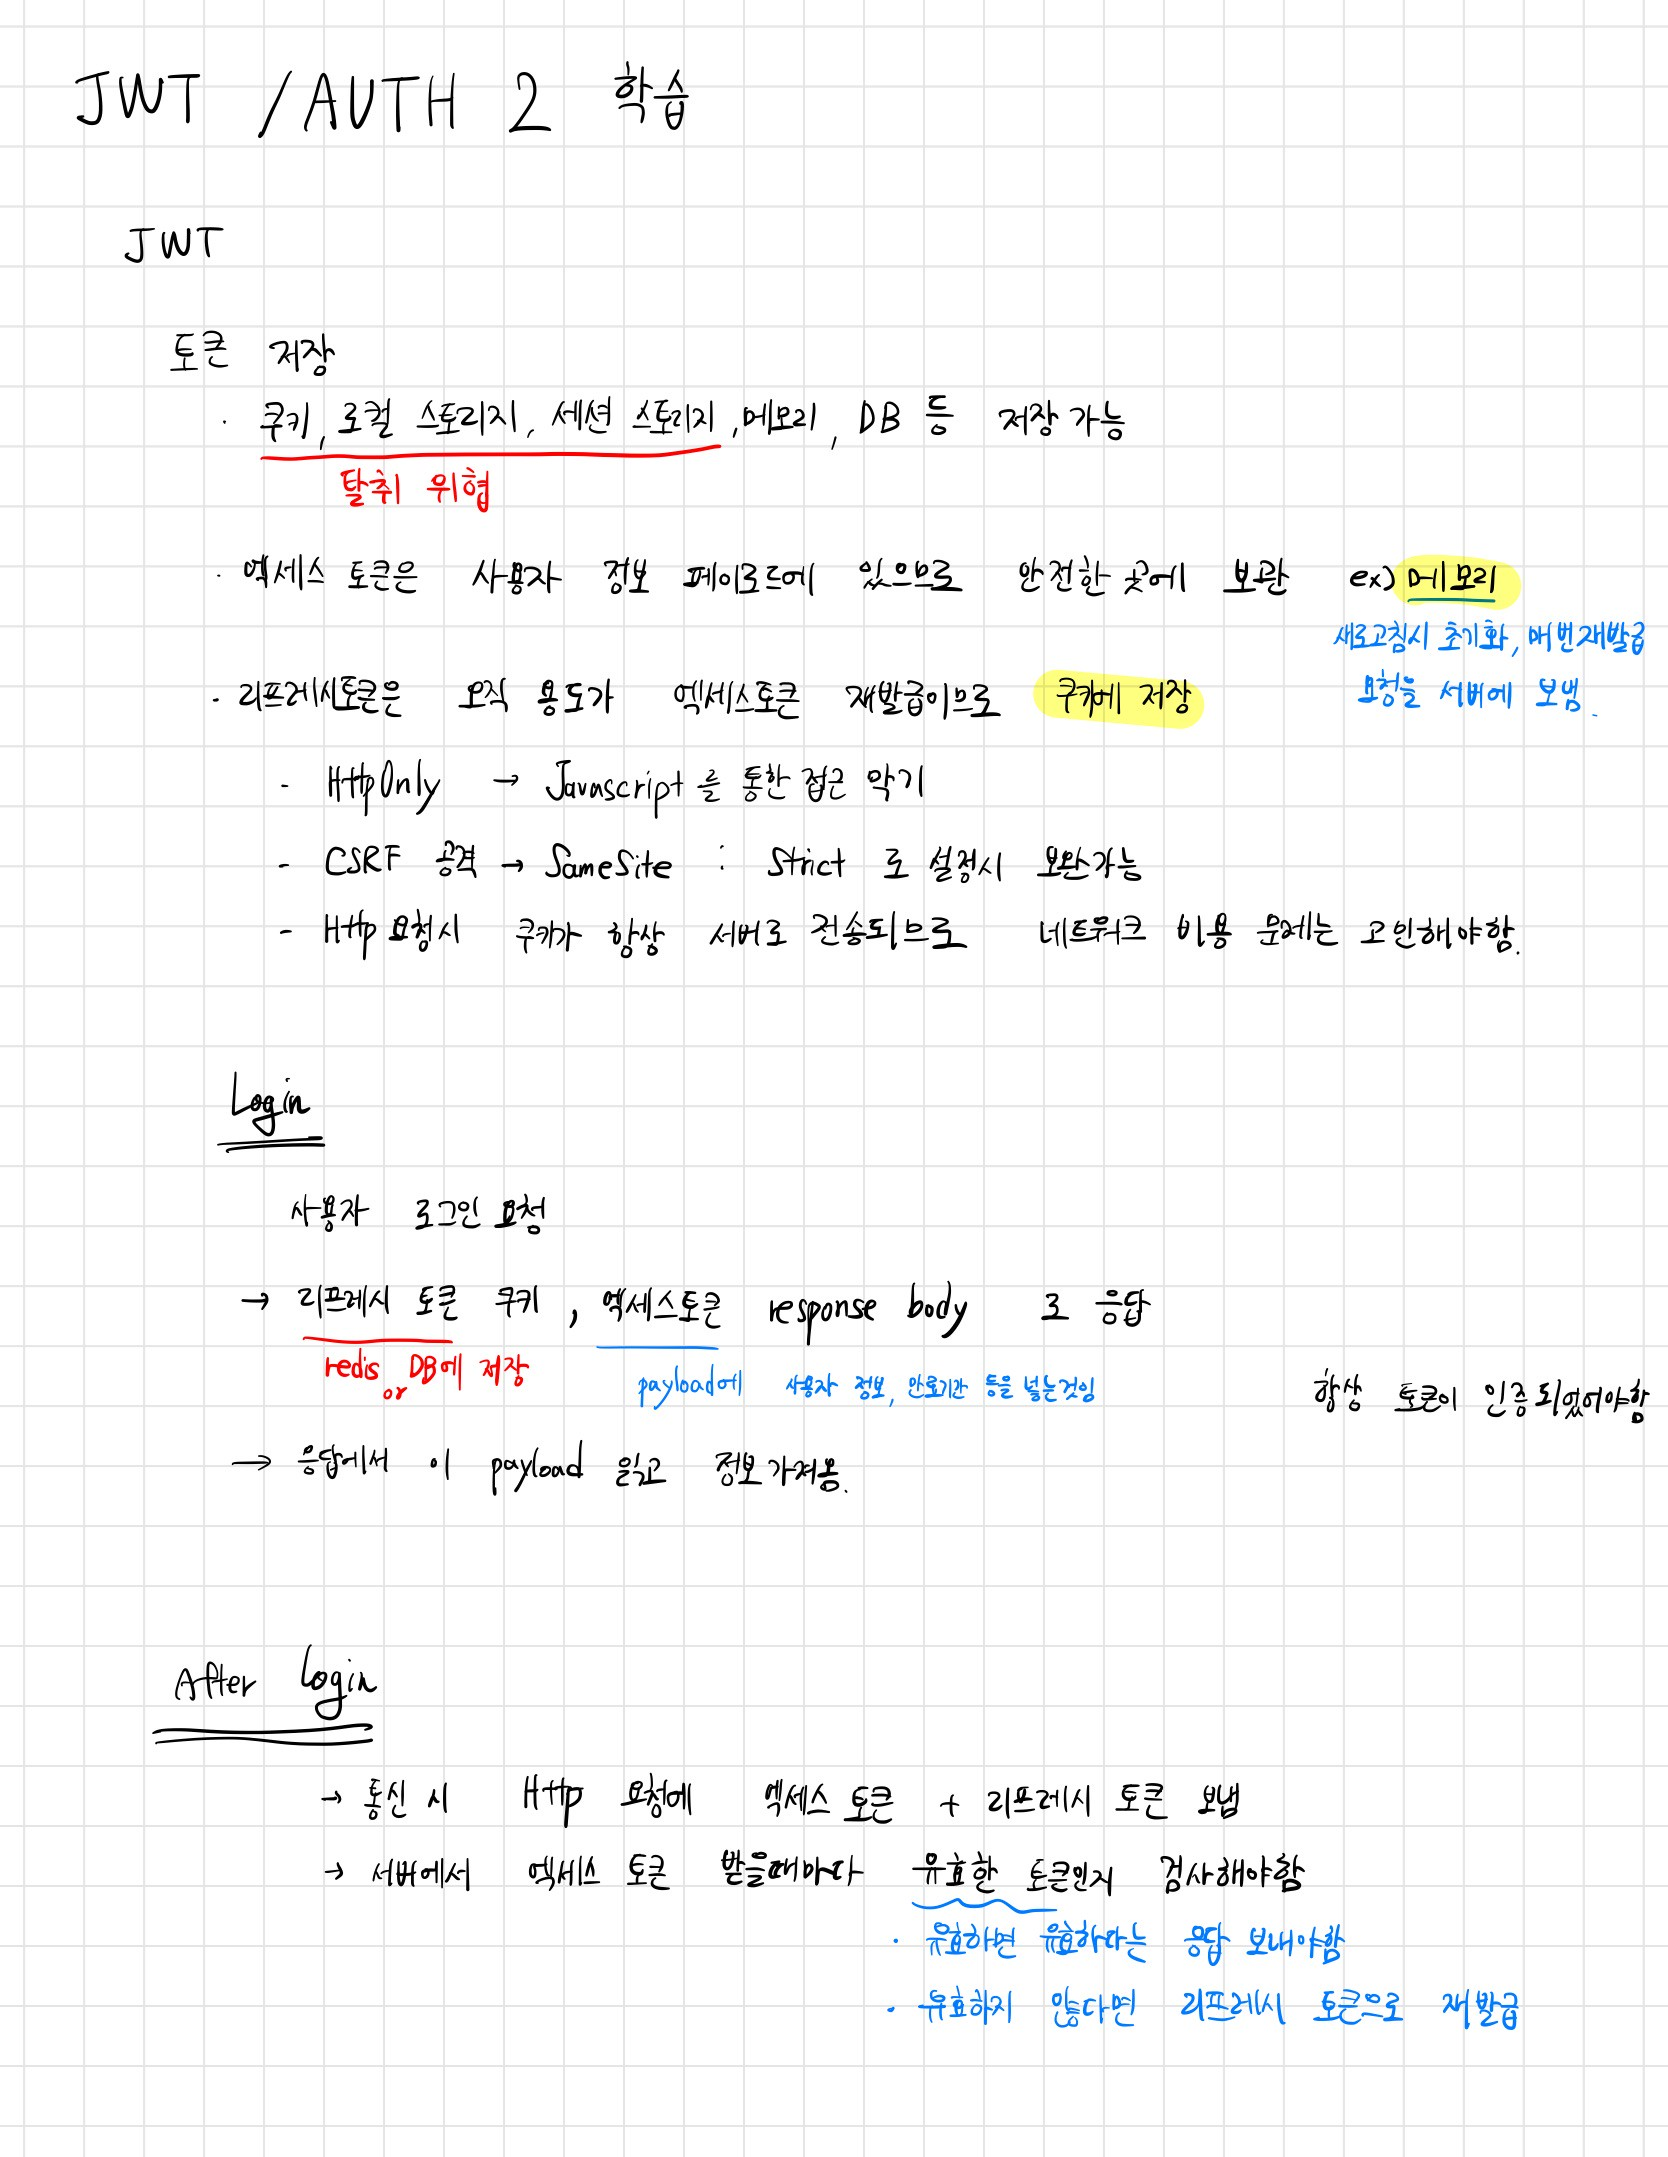 JWT /AUTH 2 학습
JWT
토큰 저장
· 쿠키, 로컬 스토리지, 세션 스토리지, 메모리, DB 등 저장 가능
탈취 위험
· 엑세스 토큰은 사용자 정보 페이로드에 있으므로 안전한 곳에 보관 ex) 메모리
새로고침시 초기화, 매번재발급
요청을 서버에 보냄.
· 리프레시토큰은 오직 용도가 엑세스토큰 재발급이므로 쿠키에 저장
- HttpOnly → Javascript를 통한 접근 막기
- CSRF 공격 → SameSite : Strict 로 설정시 보완가능
- Http 요청시 쿠키가 항상 서버로 전송되므로 네트워크 비용 문제는 고민해야함.
Login
사용자 로그인 요청
→ 리프레시 토큰 쿠키, 엑세스토큰 response body 로 응답
redis or DB에 저장
payload에 사용자 정보, 만료기간 등을 넣는것임
항상 토큰이 인증되었어야함
→ 응답에서 이 payload 읽고 정보가져옴.
After login
→ 통신 시 Http 요청에 엑세스 토큰 + 리프레시 토큰 보냄
→ 서버에서 엑세스 토큰 받을때마다 유효한 토큰인지 검사해야함
· 유효하면 유효하다는 응답 보내야함
· 유효하지 않다면 리프레시 토큰으로 재발급